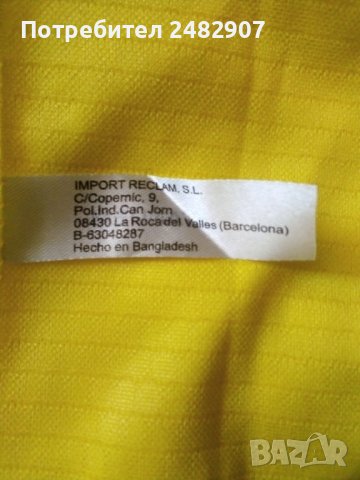 Потребител 2482907
IMPORT RECLAM, S.L.
C/Copernic, 9,
Pol.Ind.Can Jorn
08430 La Roca del Valles (Barcelona)
B-63048287
Hecho en Bangladesh
BAZAR